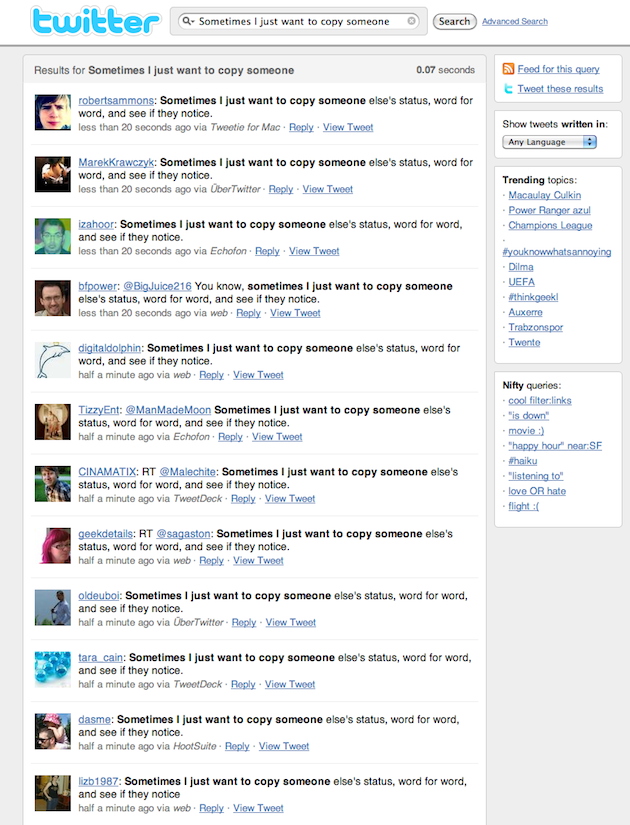 twitter
Sometimes I just want to copy someone
Search
Advanced Search
Results for Sometimes I just want to copy someone
0.07 seconds
robertsammons: Sometimes I just want to copy someone else's status, word for
word, and see if they notice.
less than 20 seconds ago via Tweetie for Mac · Reply · View Tweet
MarekKrawczyk: Sometimes I just want to copy someone else's status, word for
word, and see if they notice.
less than 20 seconds ago via ÜberTwitter · Reply · View Tweet
izahoor: Sometimes I just want to copy someone else's status, word for word,
and see if they notice.
less than 20 seconds ago via Echofon · Reply · View Tweet
bfpower: @BigJuice216 You know, sometimes I just want to copy someone
else's status, word for word, and see if they notice.
less than 20 seconds ago via web · Reply · View Tweet
digitaldolphin: Sometimes I just want to copy someone else's status, word for
word, and see if they notice.
half a minute ago via web · Reply · View Tweet
TizzyEnt: @ManMadeMoon Sometimes I just want to copy someone else's
status, word for word, and see if they notice.
half a minute ago via Echofon · Reply · View Tweet
CINAMATIX: RT @Malechite: Sometimes I just want to copy someone else's
status, word for word, and see if they notice.
half a minute ago via TweetDeck · Reply · View Tweet
geekdetails: RT @sagaston: Sometimes I just want to copy someone else's
status, word for word, and see if they notice.
half a minute ago via web · Reply · View Tweet
oldeuboi: Sometimes I just want to copy someone else's status, word for word,
and see if they notice.
half a minute ago via ÜberTwitter · Reply · View Tweet
tara_cain: Sometimes I just want to copy someone else's status, word for word,
and see if they notice.
half a minute ago via TweetDeck · Reply · View Tweet
dasme: Sometimes I just want to copy someone else's status, word for word,
and see if they notice.
half a minute ago via HootSuite · Reply · View Tweet
lizb1987: Sometimes I just want to copy someone else's status, word for word,
and see if they notice
half a minute ago via web · Reply · View Tweet
Feed for this query
Tweet these results
Show tweets written in:
Any Language
Trending topics:
· Macaulay Culkin
· Power Ranger azul
· Champions League
·
#youknowwhatsannoying
· Dilma
· UEFA
· #thinkgeekl
· Auxerre
· Trabzonspor
· Twente
Nifty queries:
· cool filter:links
· "is down"
· movie :)
· "happy hour" near:SF
· #haiku
· "listening to"
· love OR hate
· flight :(